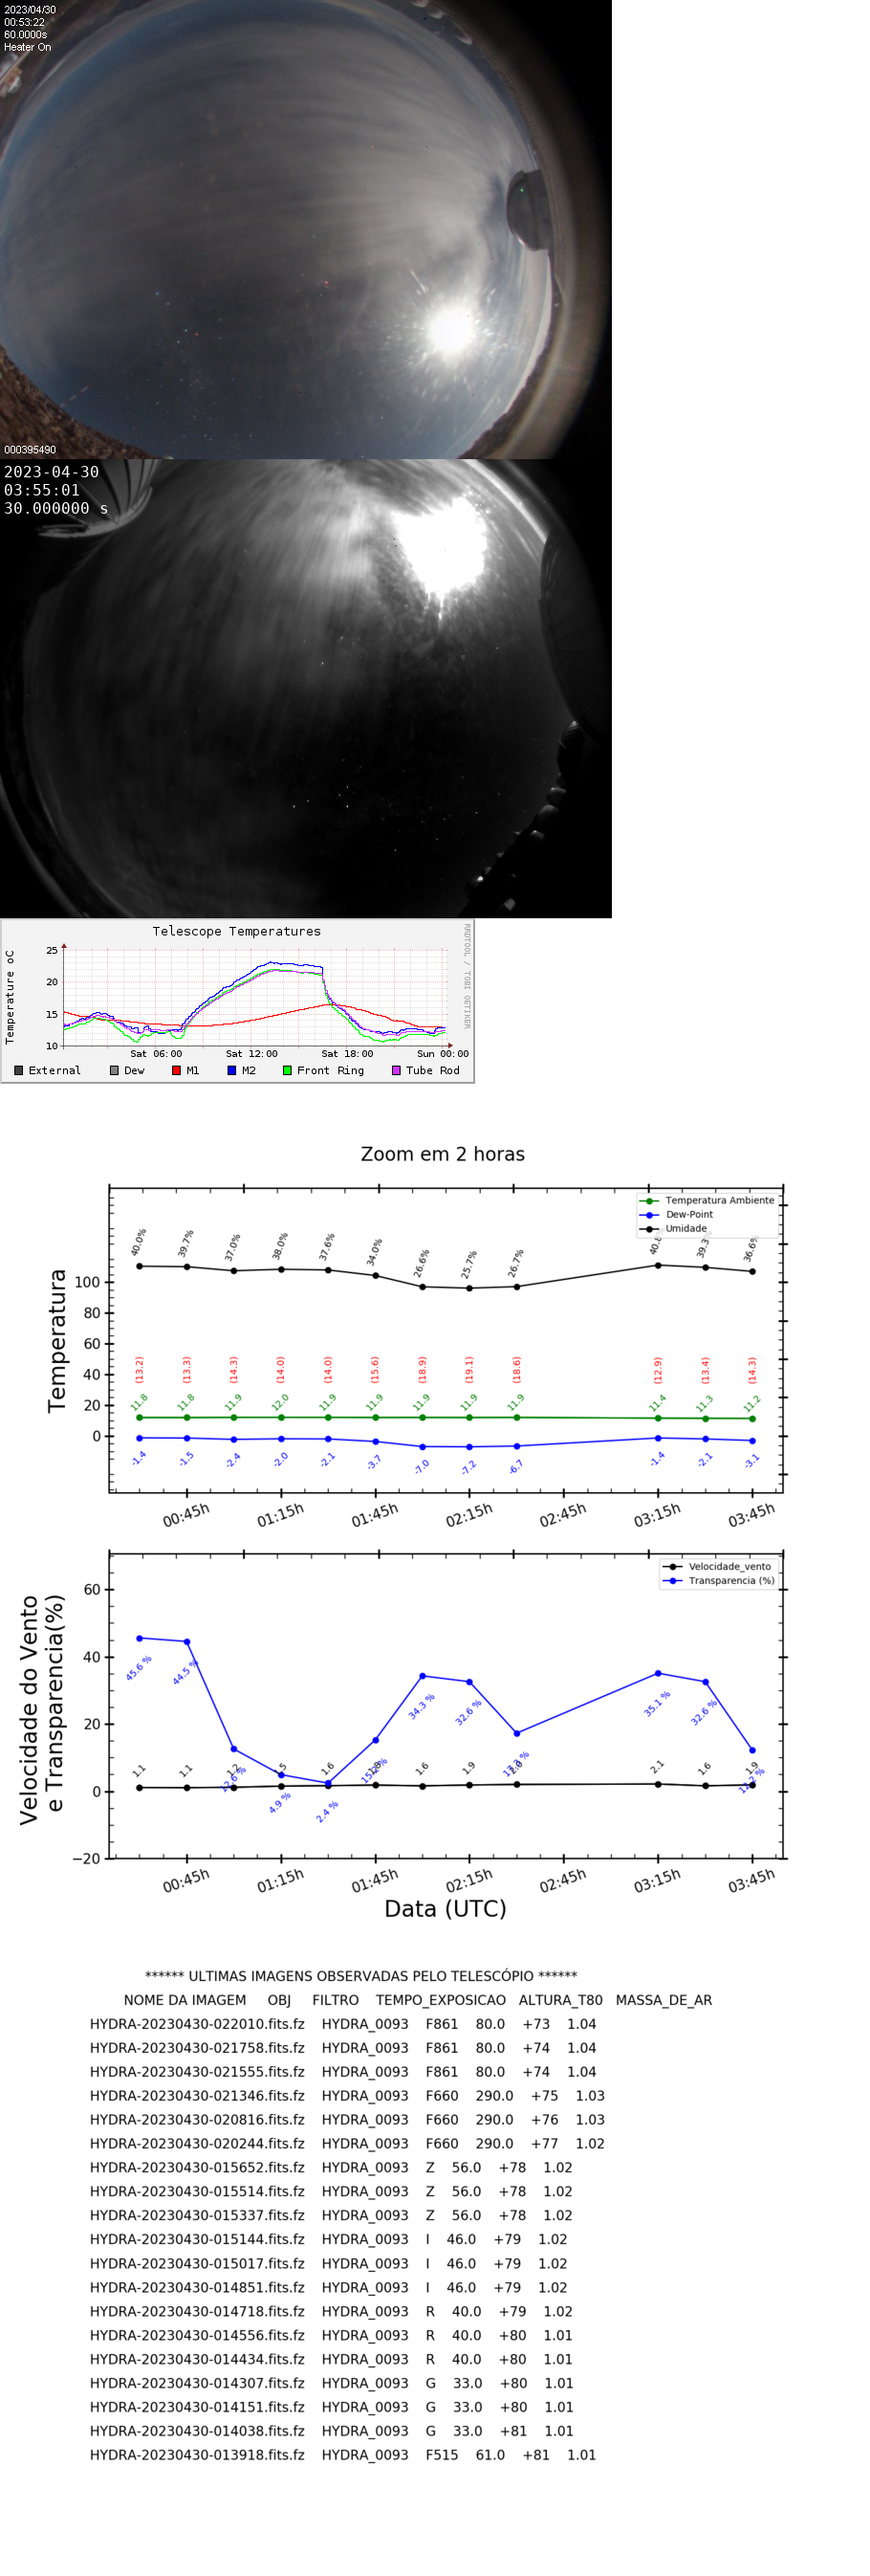 2023/04/30
00:53:22
60.0000s
Heater On
000395490
2023-04-30
03:55:01
30.000000 s
Telescope Temperatures
Temperature oC
RRDTOOL / TOBI OETIKER
25
20
15
10
Sat 06:00 Sat 12:00 Sat 18:00 Sun 00:00
External Dew M1 M2 Front Ring Tube Rod
Zoom em 2 horas
Temperatura Ambiente
Dew-Point
Umidade
Temperatura
100
80
60
40
20
0
40.0% 39.7% 37.0% 38.0% 37.6% 34.0% 26.6% 25.7% 26.7% 36.6%
(13.2) (13.3) (14.3) (14.0) (14.0) (15.6) (18.9) (19.1) (18.6) (12.9) (13.4) (14.3)
11.8 11.8 11.9 12.0 11.9 11.9 11.9 11.9 11.9 11.4 11.3 11.2
-1.4 -1.5 -2.4 -2.0 -2.1 -3.7 -7.0 -7.2 -6.7 -1.4 -2.1 -3.1
00:45h 01:15h 01:45h 02:15h 02:45h 03:15h 03:45h
Velocidade_vento
Transparencia (%)
Velocidade do Vento
e Transparencia(%)
60
40
20
0
−20
45.6 % 44.5 % 4.9 % 2.4 % 34.3 % 32.6 % 35.1 % 32.6 %
1.1 1.1 1.2 1.5 1.6 1.6 1.9 2.1 1.6 1.9
00:45h 01:15h 01:45h 02:15h 02:45h 03:15h 03:45h
Data (UTC)
****** ULTIMAS IMAGENS OBSERVADAS PELO TELESCÓPIO ******
NOME DA IMAGEM OBJ FILTRO TEMPO_EXPOSICAO ALTURA_T80 MASSA_DE_AR
HYDRA-20230430-022010.fits.fz HYDRA_0093 F861 80.0 +73 1.04
HYDRA-20230430-021758.fits.fz HYDRA_0093 F861 80.0 +74 1.04
HYDRA-20230430-021555.fits.fz HYDRA_0093 F861 80.0 +74 1.04
HYDRA-20230430-021346.fits.fz HYDRA_0093 F660 290.0 +75 1.03
HYDRA-20230430-020816.fits.fz HYDRA_0093 F660 290.0 +76 1.03
HYDRA-20230430-020244.fits.fz HYDRA_0093 F660 290.0 +77 1.02
HYDRA-20230430-015652.fits.fz HYDRA_0093 Z 56.0 +78 1.02
HYDRA-20230430-015514.fits.fz HYDRA_0093 Z 56.0 +78 1.02
HYDRA-20230430-015337.fits.fz HYDRA_0093 Z 56.0 +78 1.02
HYDRA-20230430-015144.fits.fz HYDRA_0093 I 46.0 +79 1.02
HYDRA-20230430-015017.fits.fz HYDRA_0093 I 46.0 +79 1.02
HYDRA-20230430-014851.fits.fz HYDRA_0093 I 46.0 +79 1.02
HYDRA-20230430-014718.fits.fz HYDRA_0093 R 40.0 +79 1.02
HYDRA-20230430-014556.fits.fz HYDRA_0093 R 40.0 +80 1.01
HYDRA-20230430-014434.fits.fz HYDRA_0093 R 40.0 +80 1.01
HYDRA-20230430-014307.fits.fz HYDRA_0093 G 33.0 +80 1.01
HYDRA-20230430-014151.fits.fz HYDRA_0093 G 33.0 +80 1.01
HYDRA-20230430-014038.fits.fz HYDRA_0093 G 33.0 +81 1.01
HYDRA-20230430-013918.fits.fz HYDRA_0093 F515 61.0 +81 1.01